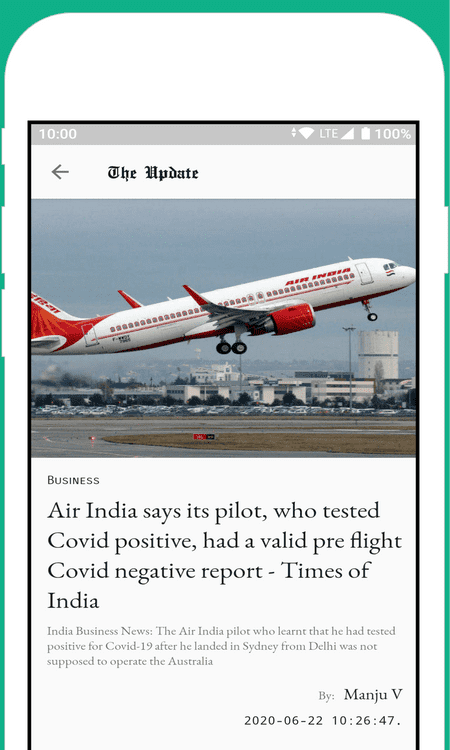 10:00 LTE 100%
The Update
AIR INDIA
Business
Air India says its pilot, who tested
Covid positive, had a valid pre flight
Covid negative report - Times of
India
India Business News: The Air India pilot who learnt that he had tested
positive for Covid-19 after he landed in Sydney from Delhi was not
supposed to operate the Australia
By: Manju V
2020-06-22 10:26:47.